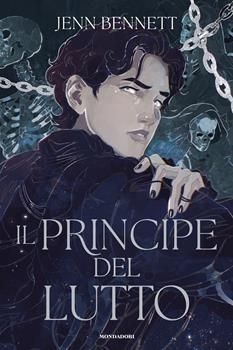 JENN BENNETT
IL PRINCIPE
DEL
LUTTO
MONDADORI